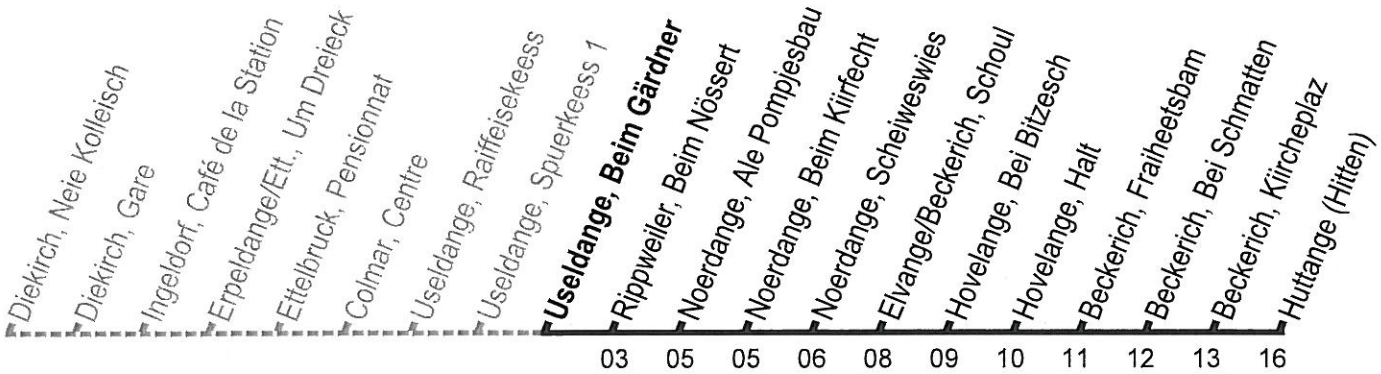 Diekirch, Neie Kolleisch
Diekirch, Gare
Ingeldorf, Café de la Station
Erpeldange/Ett., Um Dreieck
Ettelbruck, Pensionnat
Colmar, Centre
Useldange, Raiffeisekeess
Useldange, Spuerkeess 1
Useldange, Beim Gärdner
Rippweiler, Beim Nössert
Noerdange, Ale Pompjesbau
Noerdange, Beim Kiirfecht
Noerdange, Scheiweswies
Elvange/Beckerich, Schoul
Hovelange, Bei Bitzesch
Hovelange, Halt
Beckerich, Fraiheetsbam
Beckerich, Bei Schmatten
Beckerich, Kiircheplaz
Huttange (Hitten)
03 05 05 06 08 09 10 11 12 13 16